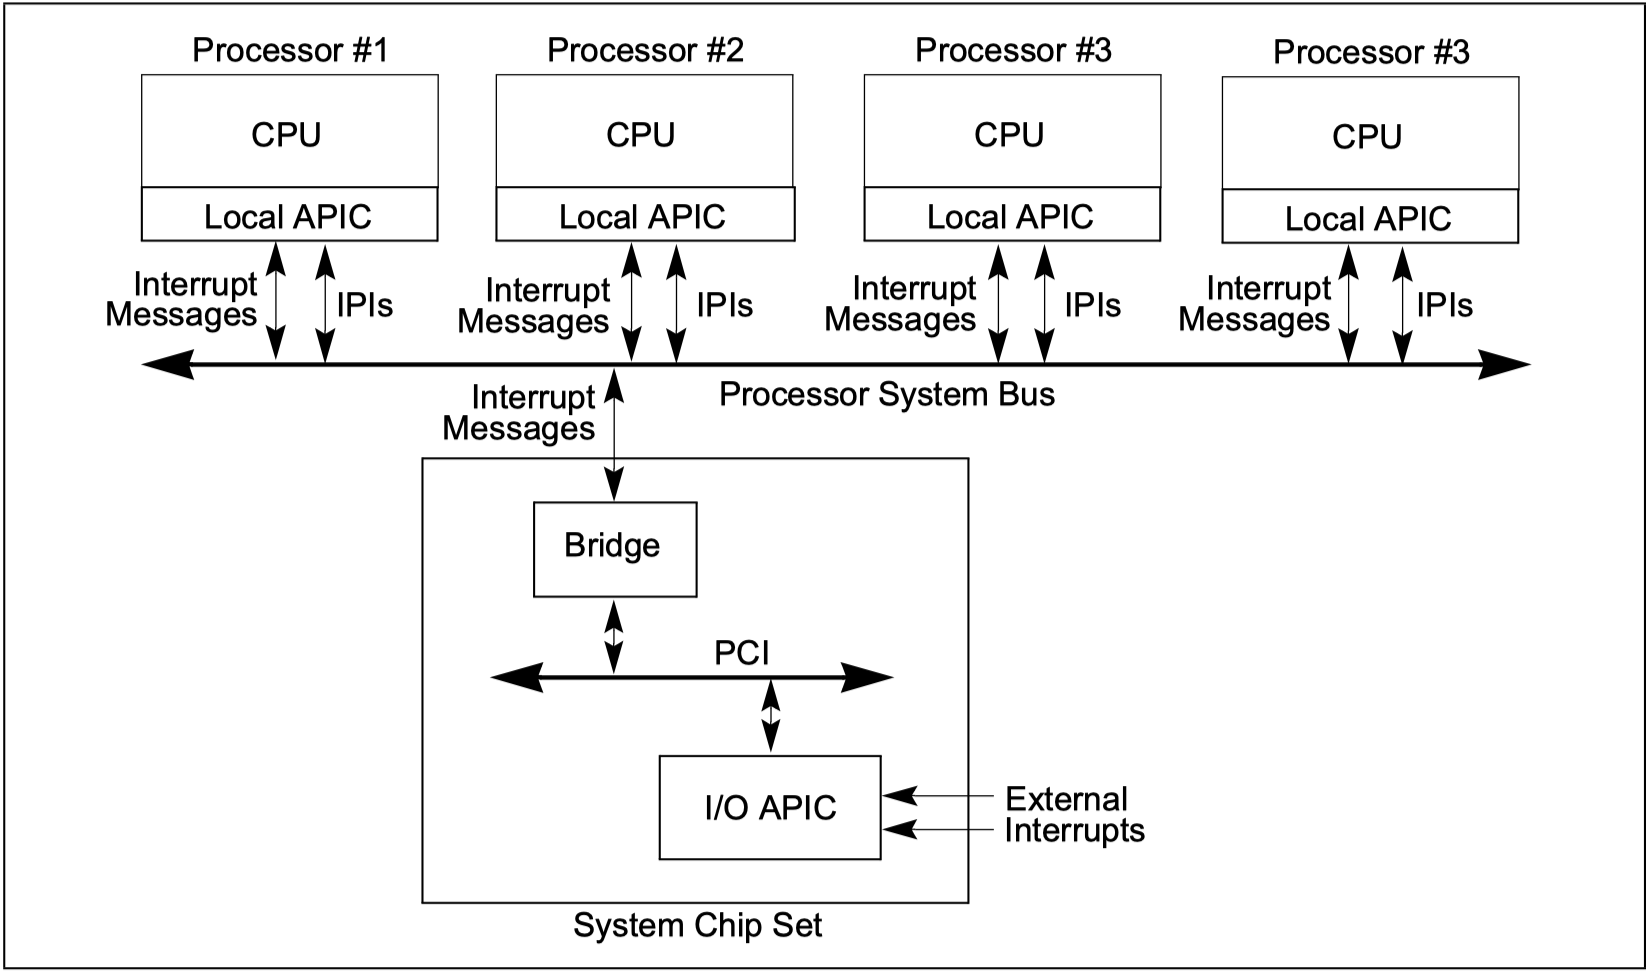 Processor #1
Processor #2
Processor #3
Processor #3
CPU
CPU
CPU
CPU
Local APIC
Local APIC
Local APIC
Local APIC
Interrupt
Messages
IPIs
Interrupt
Messages
IPIs
Interrupt
Messages
IPIs
Interrupt
Messages
IPIs
Processor System Bus
Interrupt
Messages
Bridge
PCI
I/O APIC
External
Interrupts
System Chip Set